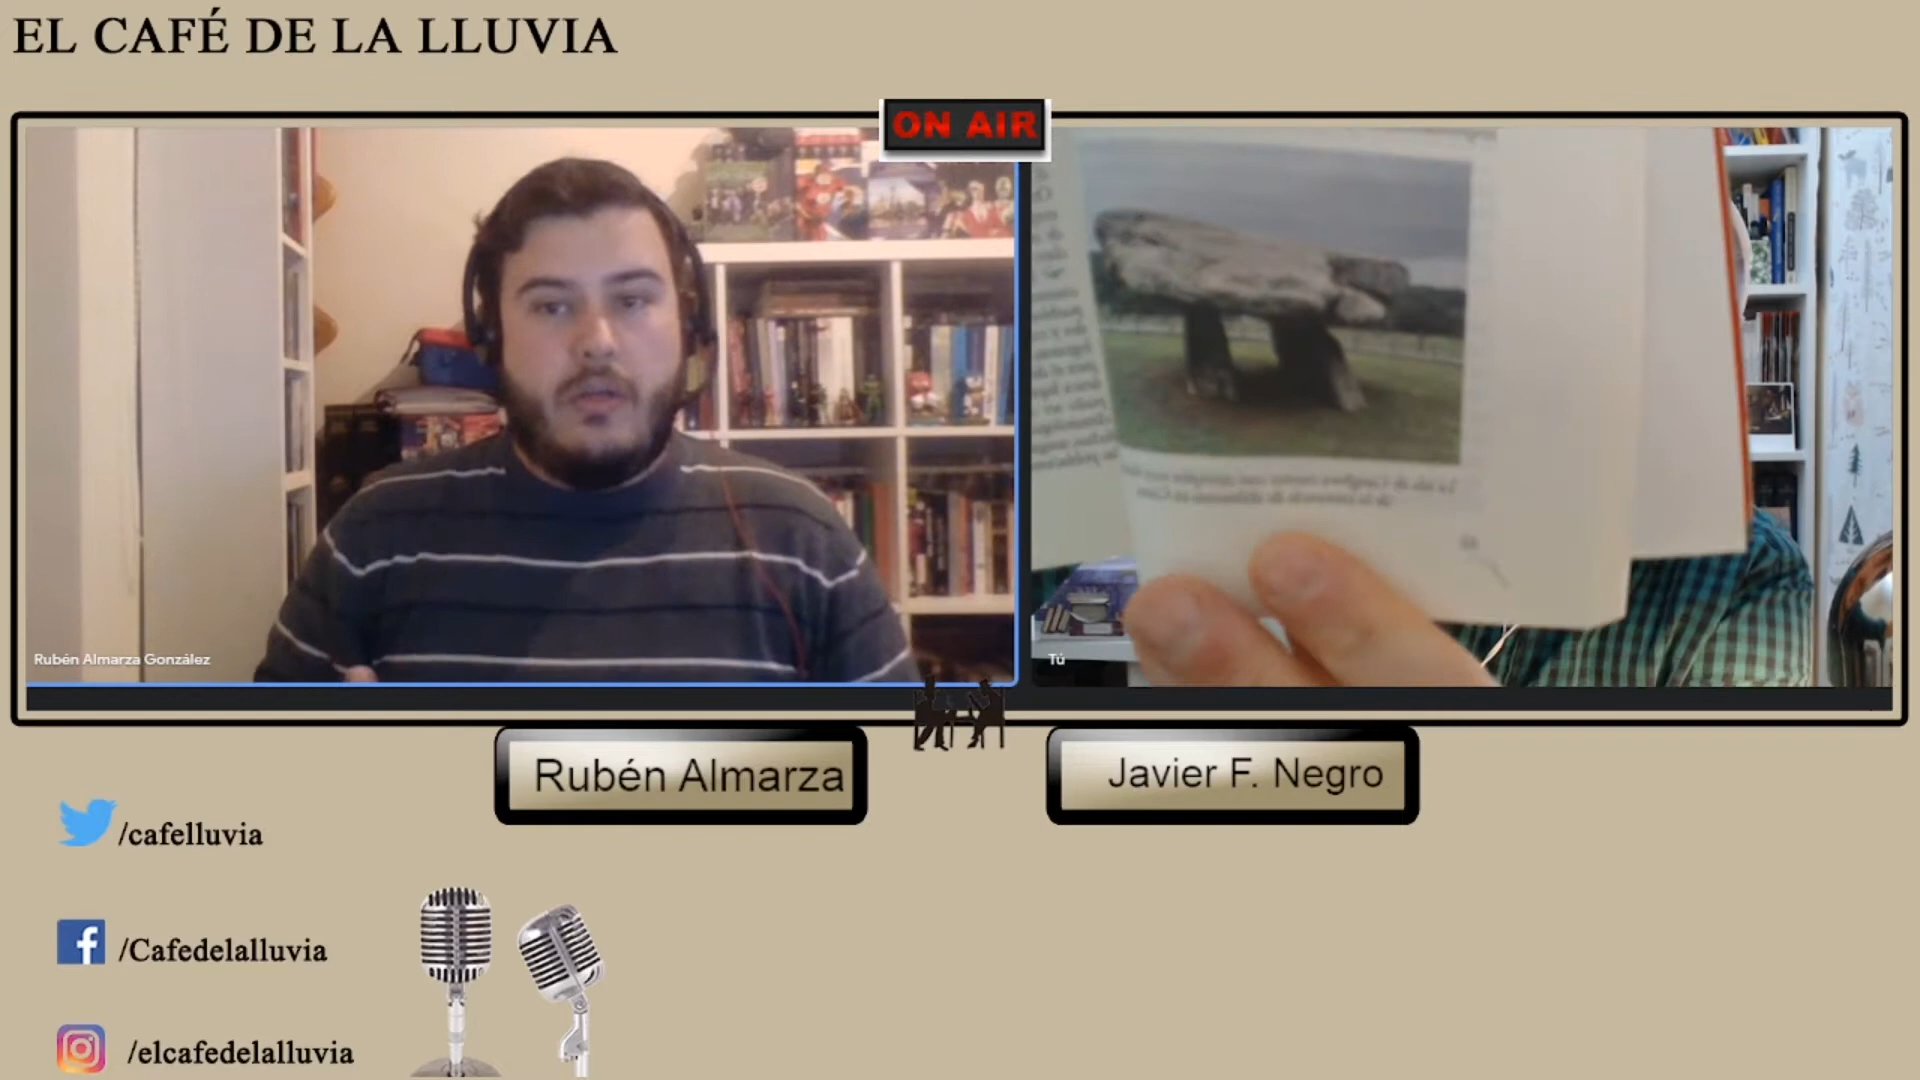 EL CAFÉ DE LA LLUVIA
ON AIR
Rubén Almarza González
Tú
Rubén Almarza
Javier F. Negro
/cafelluvia
/Cafedelalluvia
/elcafedelalluvia